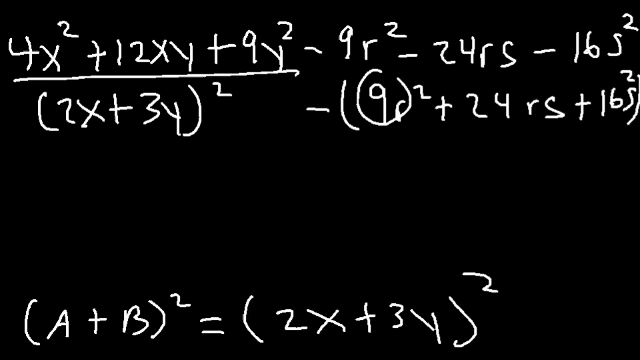 4x² + 12xy + 9y² - 9r² - 24rs - 16s²
(2x + 3y)² - (9r² + 24rs + 16s²)
(A + B)² = (2x + 3y)²